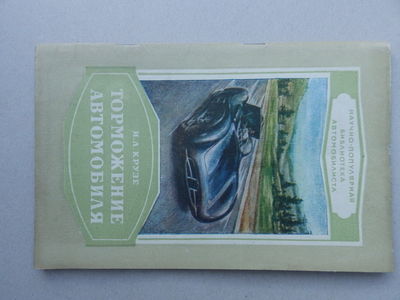 НАУЧНО-ПОПУЛЯРНАЯ
БИБЛИОТЕКА
АВТОМОБИЛИСТА
И.Л.КРУЗЕ
ТОРМОЖЕНИЕ
АВТОМОБИЛЯ